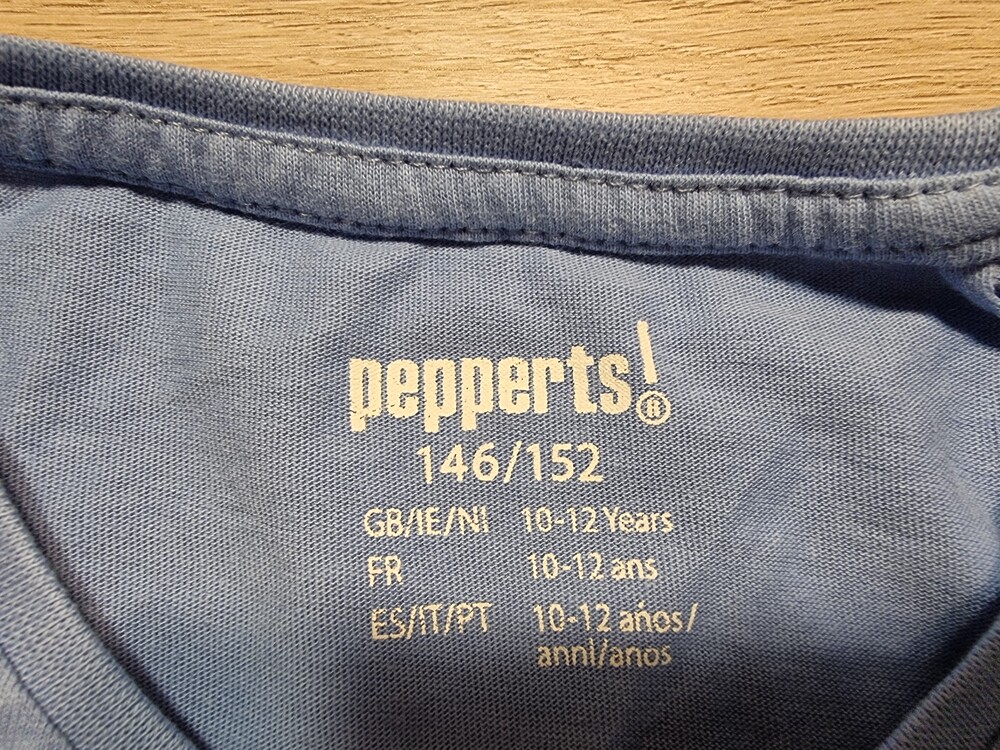 pepperts!®
146/152
GB/IE/NI 10-12 Years
FR 10-12 ans
ES/IT/PT 10-12 años/
anni/anos